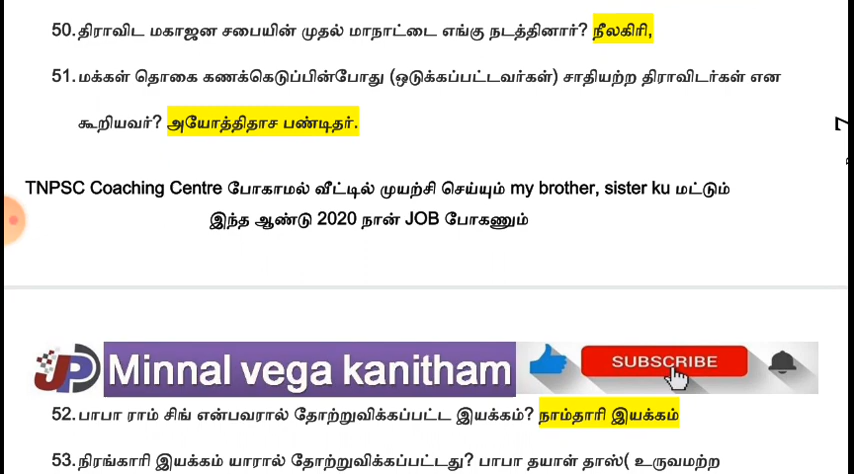 50.திராவிட மகாஜன சபையின் முதல் மாநாட்டை எங்கு நடத்தினார்? நீலகிரி,
51.மக்கள் தொகை கணக்கெடுப்பின்போது (ஒடுக்கப்பட்டவர்கள்) சாதியற்ற திராவிடர்கள் என
கூறியவர்? அயோத்திதாச பண்டிதர்.
7
TNPSC Coaching Centre போகாமல் வீட்டில் முயற்சி செய்யும் my brother, sister ku மட்டும்
இந்த ஆண்டு 2020 நான் JOB போகணும்
JP Minnal vega kanitham SUBSCRIBE
52.பாபா ராம் சிங் என்பவரால் தோற்றுவிக்கப்பட்ட இயக்கம்? நாம்தாரி இயக்கம்
53.நிரங்காரி இயக்கம் யாரால் தோற்றுவிக்கப்பட்டது? பாபா தயாள் தாஸ்( உருவமற்ற